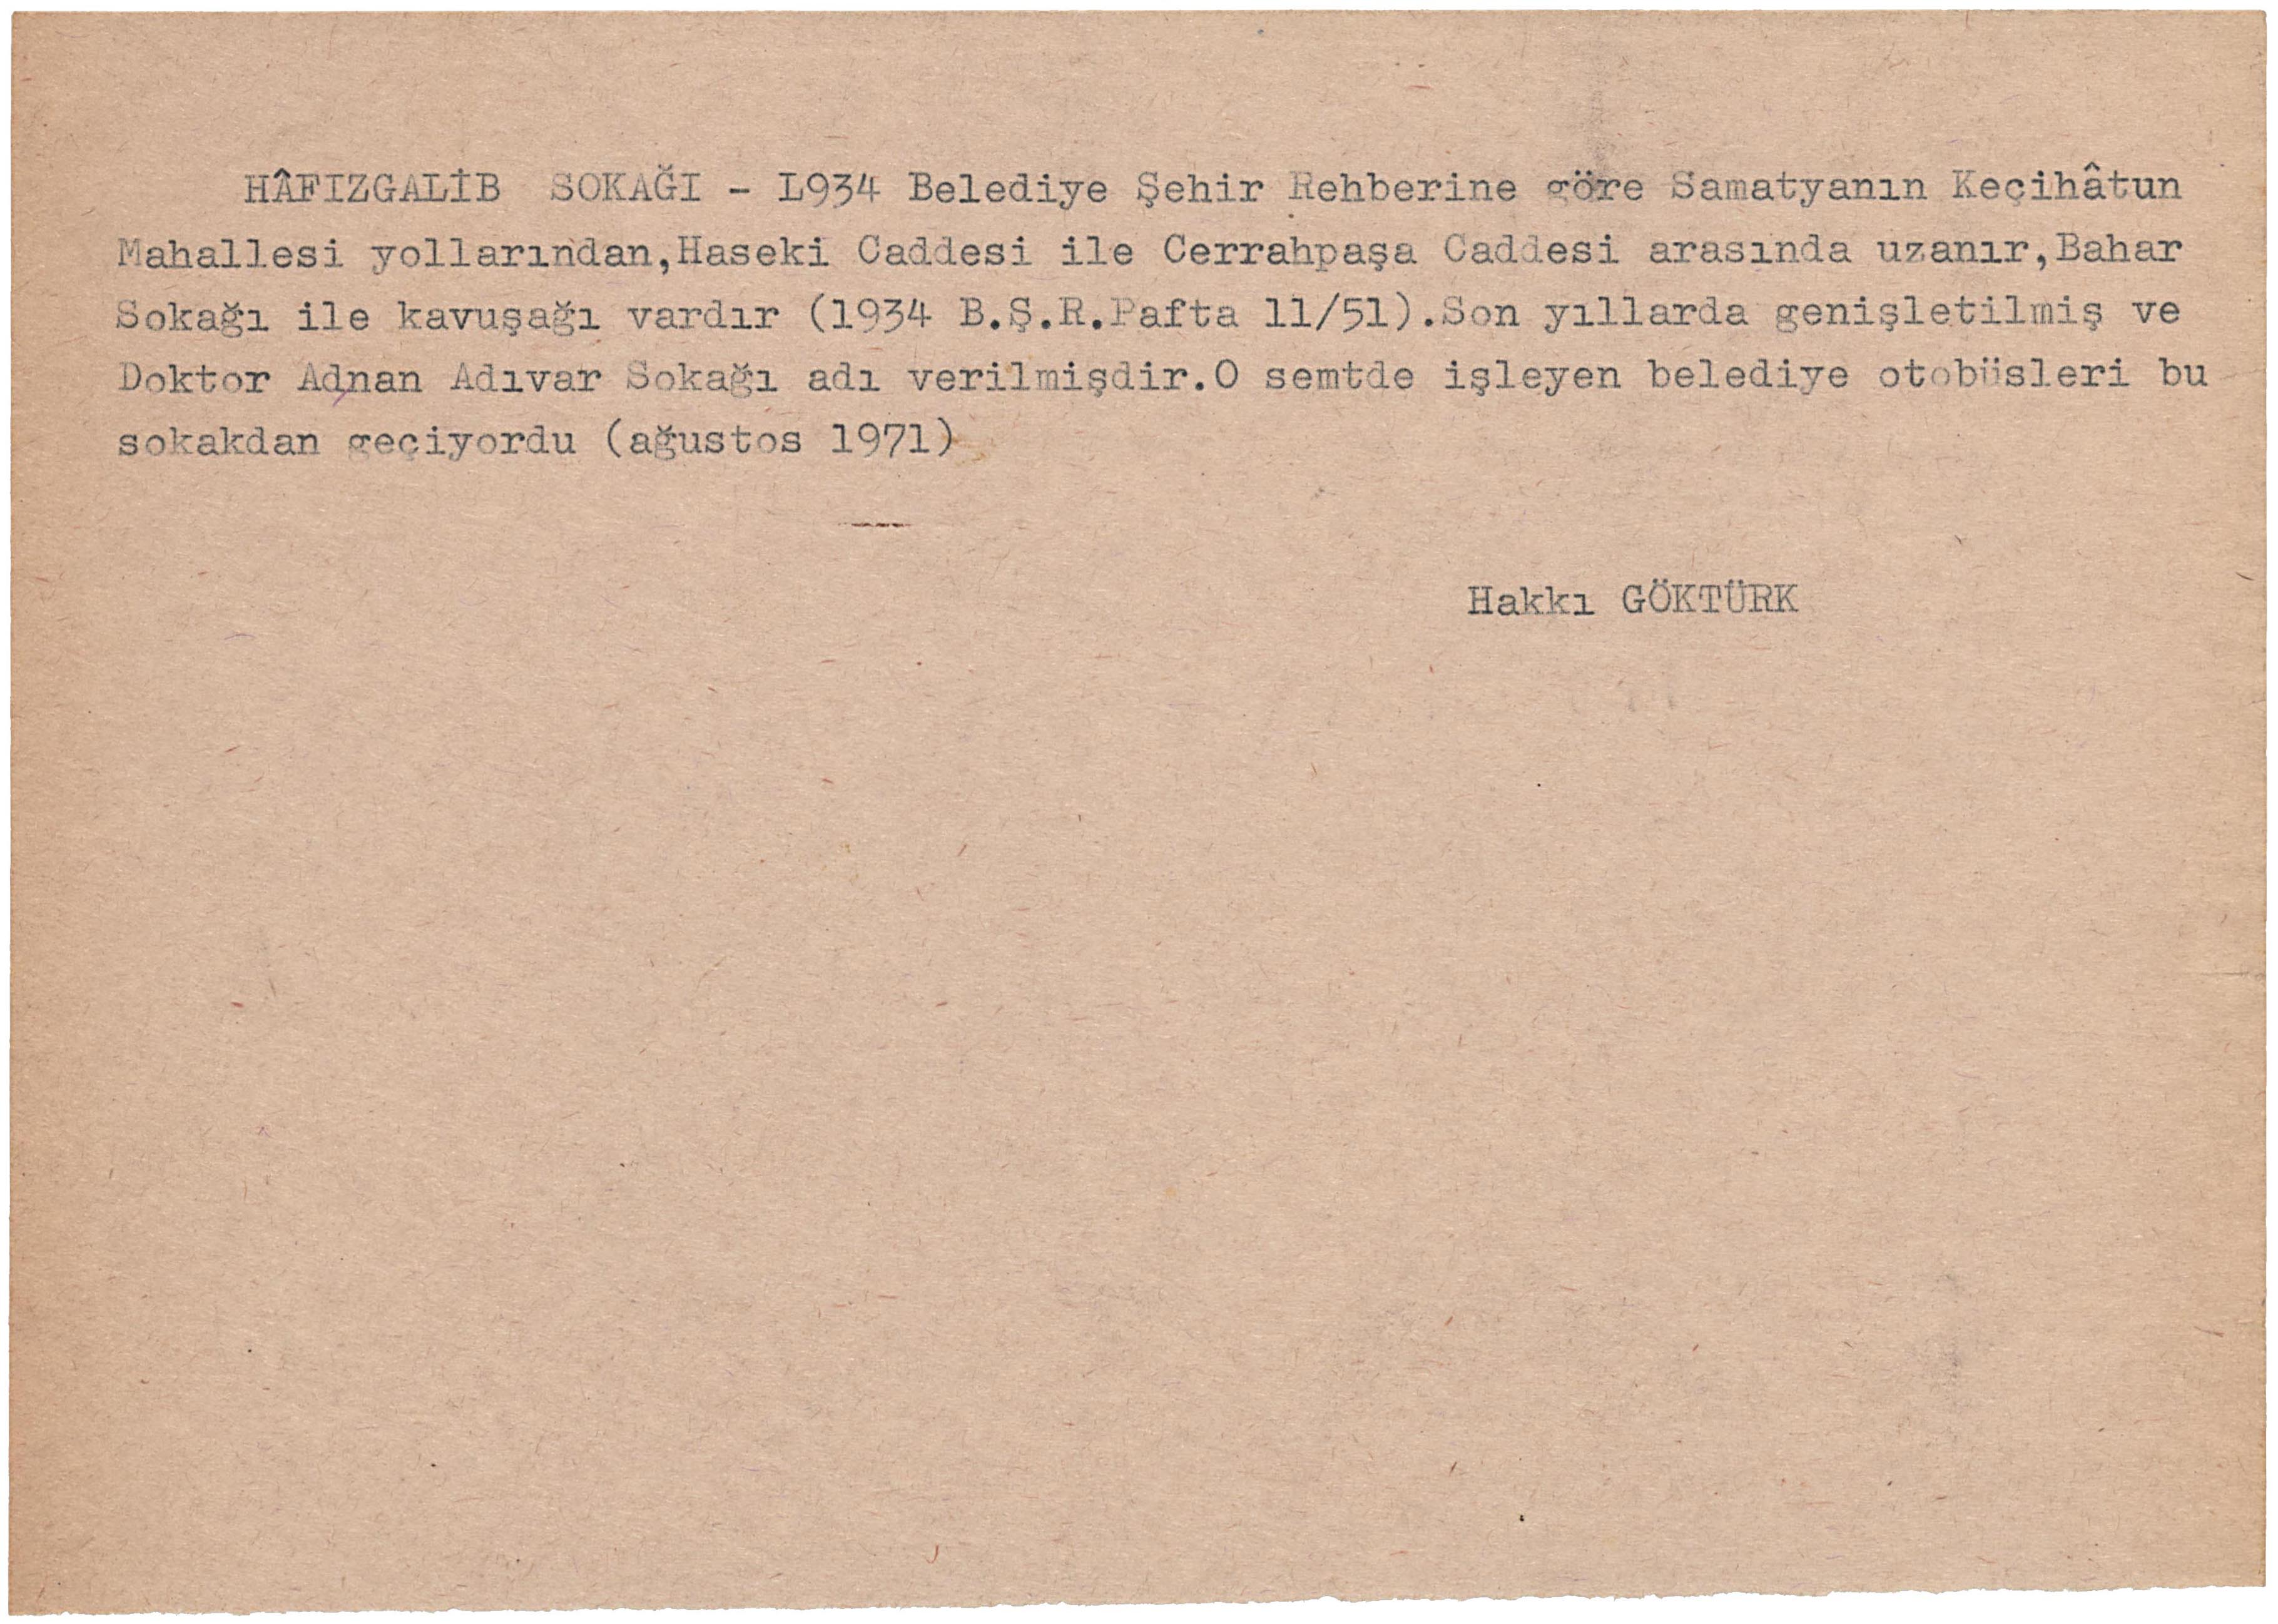 HÂFIZGALİB SOKAĞI - L934 Belediye Şehir Rehberine göre Samatyanın Keçihâtun
Mahallesi yollarından,Haseki Caddesi ile Cerrahpaşa Caddesi arasında uzanır,Bahar
Sokağı ile kavuşağı vardır (1934 B.Ş.R.Pafta 11/51).Son yıllarda genişletilmiş ve
Doktor Adnan Adıvar Sokağı adı verilmişdir.O semtde işleyen belediye otobüsleri bu
sokakdan geçiyordu (ağustos 1971)
Hakkı GÖKTÜRK